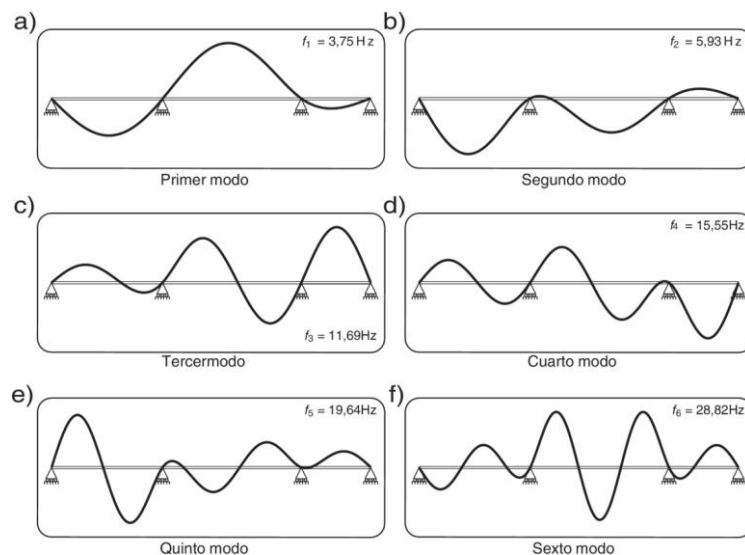 a)
f1 = 3,75 Hz
Primer modo
b)
f2 = 5,93 Hz
Segundo modo
c)
f3 = 11,69Hz
Tercermodo
d)
f4 = 15,55Hz
Cuarto modo
e)
f5 = 19,64Hz
Quinto modo
f)
f6 = 28,82Hz
Sexto modo